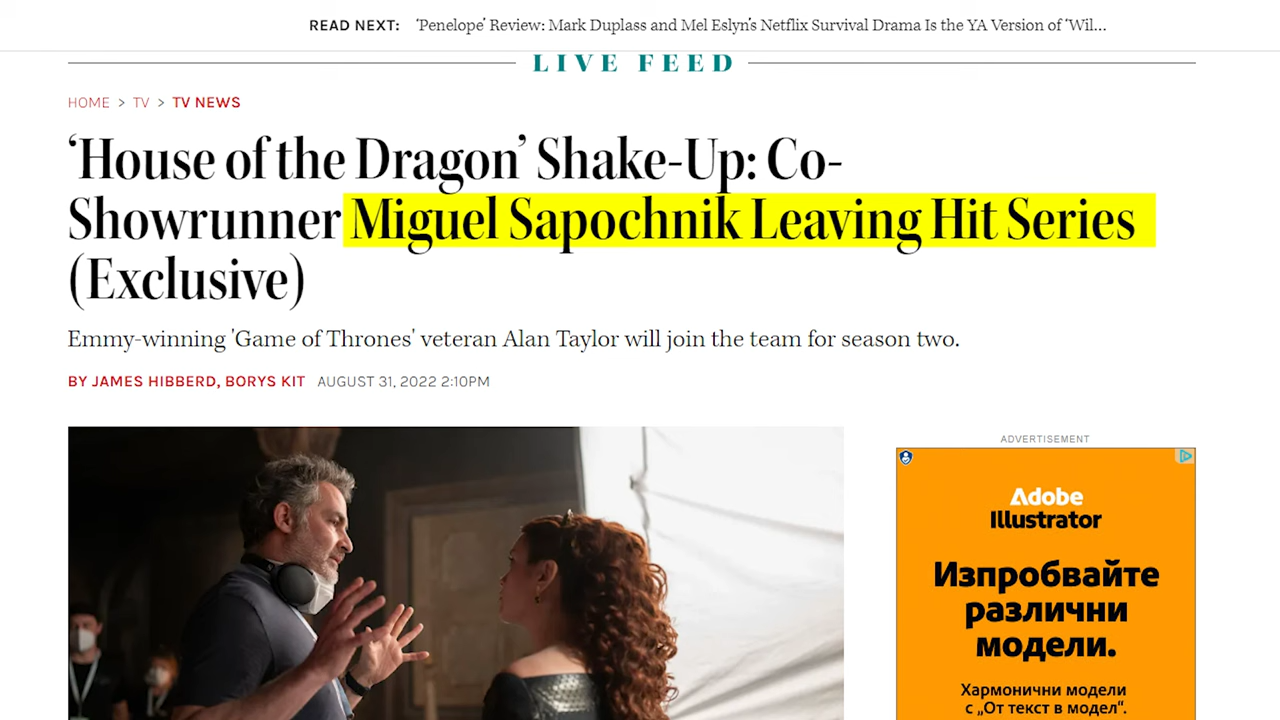 READ NEXT: ‘Penelope’ Review: Mark Duplass and Mel Eslyn’s Netflix Survival Drama Is the YA Version of ‘Wil...
LIVE FEED
HOME > TV > TV NEWS
‘House of the Dragon’ Shake-Up: Co-
Showrunner Miguel Sapochnik Leaving Hit Series
(Exclusive)
Emmy-winning 'Game of Thrones' veteran Alan Taylor will join the team for season two.
BY JAMES HIBBERD, BORYS KIT AUGUST 31, 2022 2:10PM
ADVERTISEMENT
Adobe
Illustrator
Изпробвайте
различни
модели.
Хармонични модели
с „От текст в модел“.